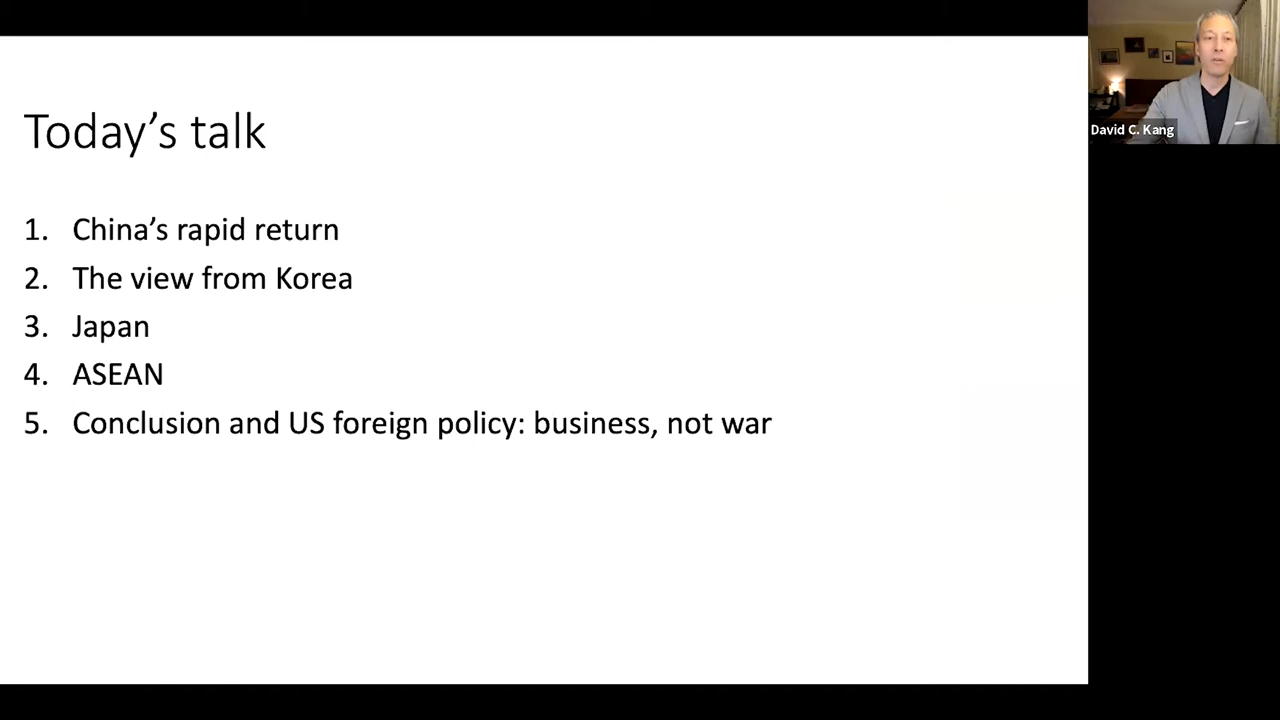 Today’s talk
1. China’s rapid return
2. The view from Korea
3. Japan
4. ASEAN
5. Conclusion and US foreign policy: business, not war
David C. Kang